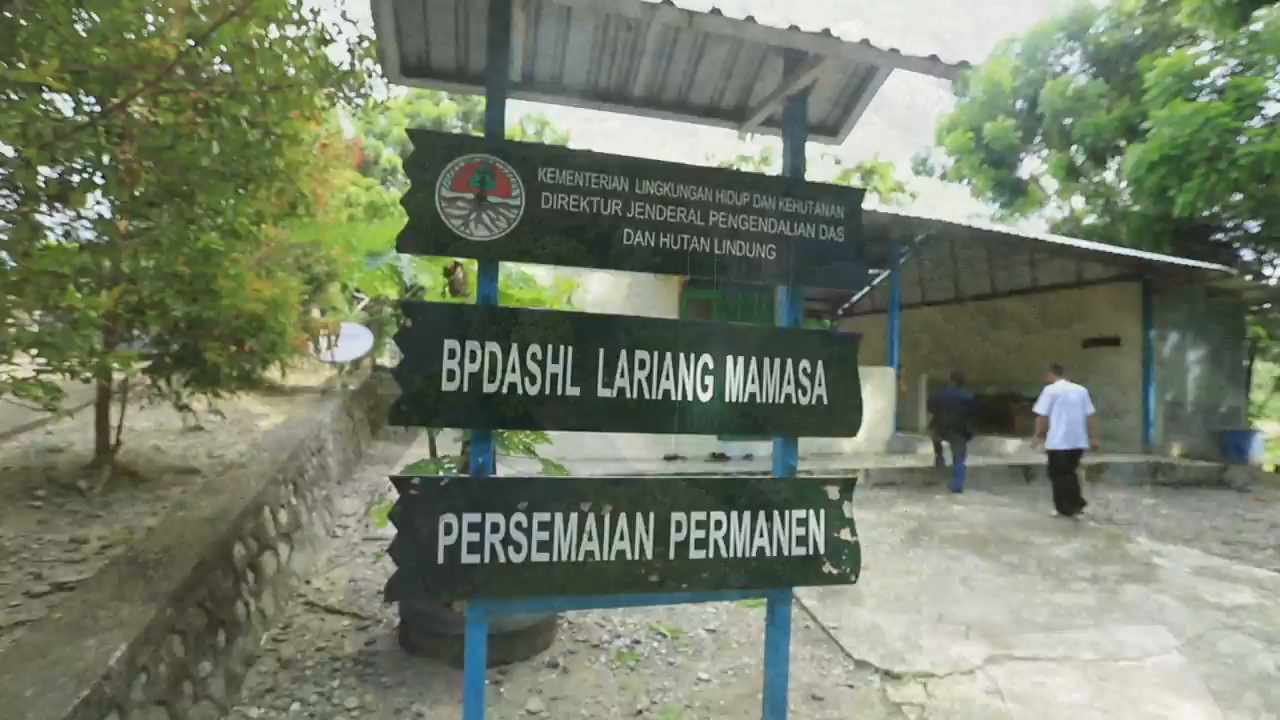 KEMENTERIAN LINGKUNGAN HIDUP DAN KEHUTANAN
DIREKTUR JENDERAL PENGENDALIAN DAS
DAN HUTAN LINDUNG
BPDASHL LARIANG MAMASA
PERSEMAIAN PERMANEN